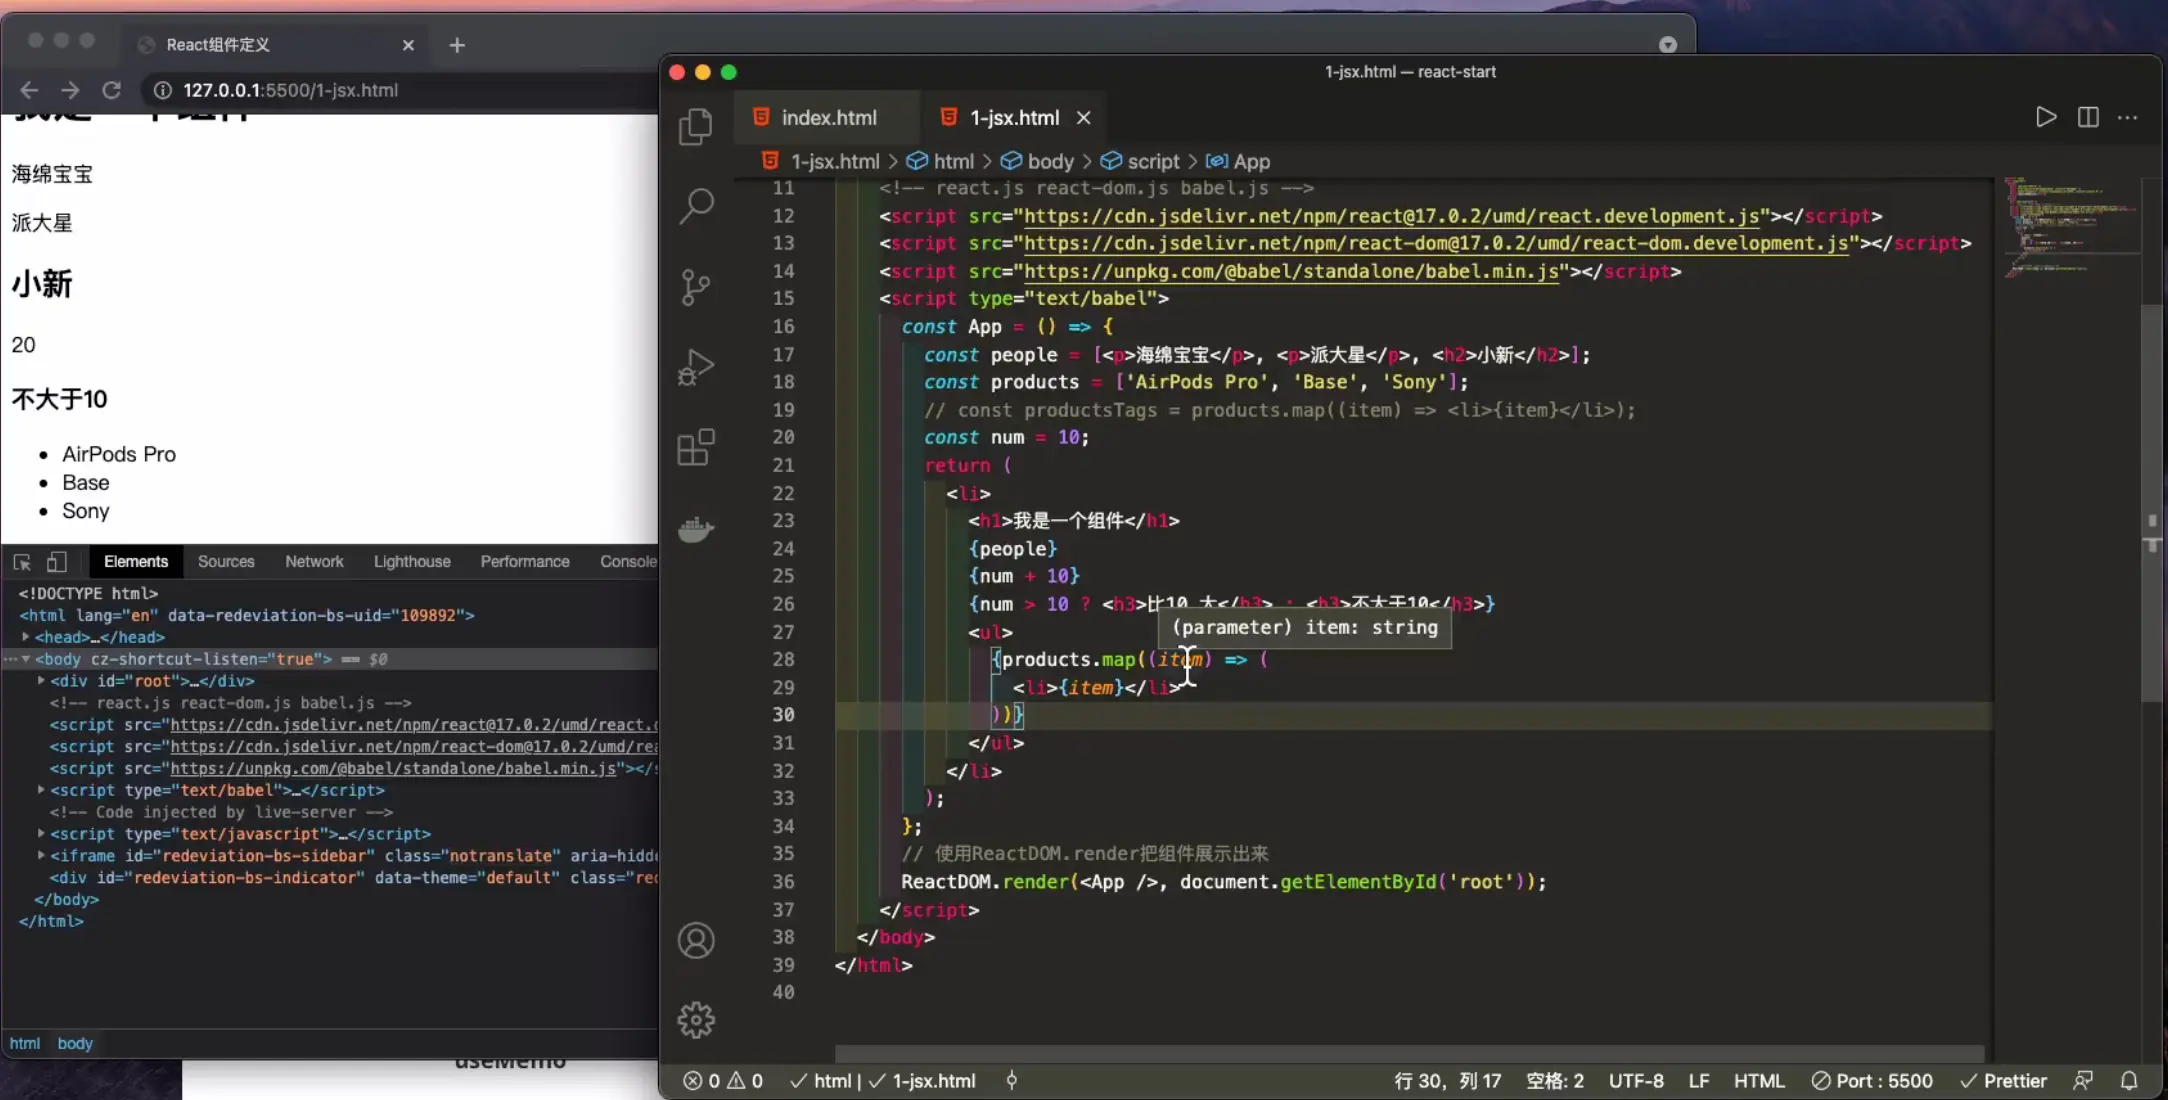 React组件定义
127.0.0.1:5500/1-jsx.html
我是一个组件
海绵宝宝
派大星
小新
20
不大于10
AirPods Pro
Base
Sony
Elements Sources Network Lighthouse Performance Console
<!DOCTYPE html>
<html lang="en" data-redeviation-bs-uid="109892">
<head>…</head>
<body cz-shortcut-listen="true"> == $0
<div id="root">…</div>
<!-- react.js react-dom.js babel.js -->
<script src="https://cdn.jsdelivr.net/npm/react@17.0.2/umd/react.
<script src="https://cdn.jsdelivr.net/npm/react-dom@17.0.2/umd/rea
<script src="https://unpkg.com/@babel/standalone/babel.min.js"></s
<script type="text/babel">…</script>
<!-- Code injected by live-server -->
<script type="text/javascript">…</script>
<iframe id="redeviation-bs-sidebar" class="notranslate" aria-hidde
<div id="redeviation-bs-indicator" data-theme="default" class="red
</body>
</html>
html body
useMemo
1-jsx.html — react-start
index.html 1-jsx.html
1-jsx.html > html > body > script > App
11 <!-- react.js react-dom.js babel.js -->
12 <script src="https://cdn.jsdelivr.net/npm/react@17.0.2/umd/react.development.js"></script>
13 <script src="https://cdn.jsdelivr.net/npm/react-dom@17.0.2/umd/react-dom.development.js"></script>
14 <script src="https://unpkg.com/@babel/standalone/babel.min.js"></script>
15 <script type="text/babel">
16 const App = () => {
17 const people = [<p>海绵宝宝</p>, <p>派大星</p>, <h2>小新</h2>];
18 const products = ['AirPods Pro', 'Base', 'Sony'];
19 // const productsTags = products.map((item) => <li>{item}</li>);
20 const num = 10;
21 return (
22 <li>
23 <h1>我是一个组件</h1>
24 {people}
25 {num + 10}
26 {num > 10 ? <h3>比10 大</h3> : <h3>不大于10</h3>}
(parameter) item: string
27 <ul>
28 {products.map((item) => (
29 <li>{item}</li>
30 ))}
31 </ul>
32 </li>
33 );
34 };
35 // 使用ReactDOM.render把组件展示出来
36 ReactDOM.render(<App />, document.getElementById('root'));
37 </script>
38 </body>
39 </html>
40
0 0 html | 1-jsx.html 行 30，列 17 空格: 2 UTF-8 LF HTML Port : 5500 Prettier